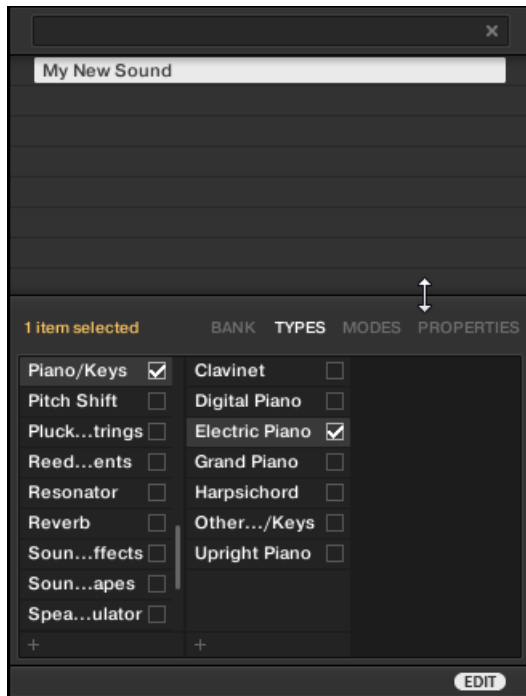 My New Sound
1 item selected BANK TYPES MODES PROPERTIES
Piano/Keys Clavinet
Pitch Shift Digital Piano
Pluck...trings Electric Piano
Reed...ents Grand Piano
Resonator Harpsichord
Reverb Other.../Keys
Soun...ffects Upright Piano
Soun...apes
Spea...ulator
+ +
EDIT